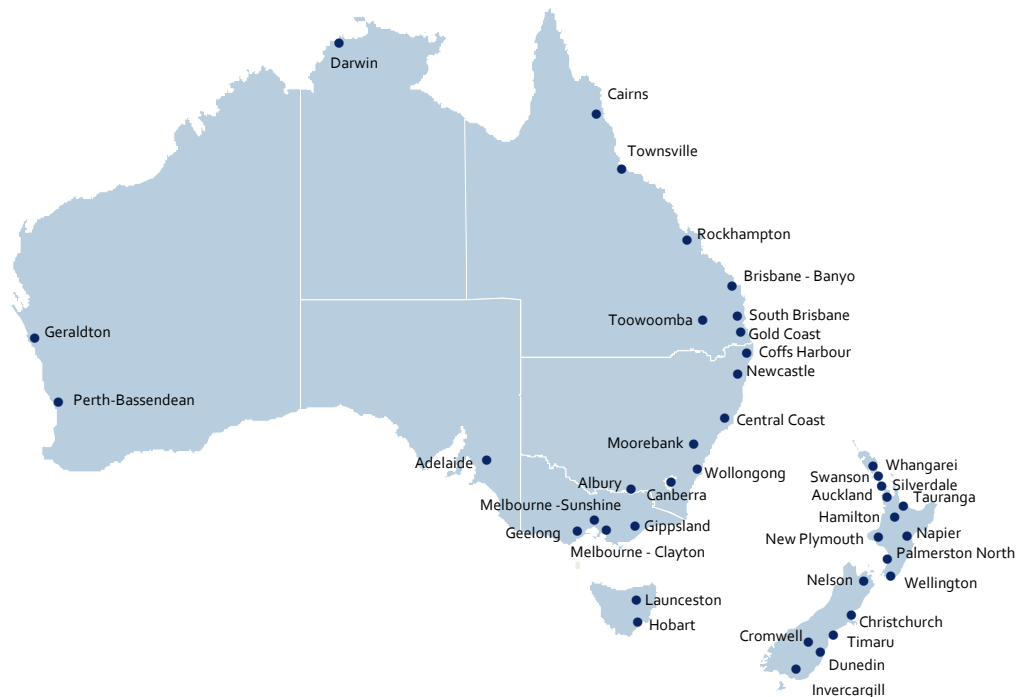 Darwin
Cairns
Townsville
Rockhampton
Brisbane - Banyo
South Brisbane
Toowoomba
Gold Coast
Geraldton
Coffs Harbour
Newcastle
Perth-Bassendean
Central Coast
Moorebank
Adelaide
Wollongong
Albury
Canberra
Melbourne -Sunshine
Gippsland
Geelong
Melbourne - Clayton
Launceston
Hobart
Whangarei
Swanson
Silverdale
Auckland
Tauranga
Hamilton
Napier
New Plymouth
Palmerston North
Nelson
Wellington
Christchurch
Cromwell
Timaru
Dunedin
Invercargill